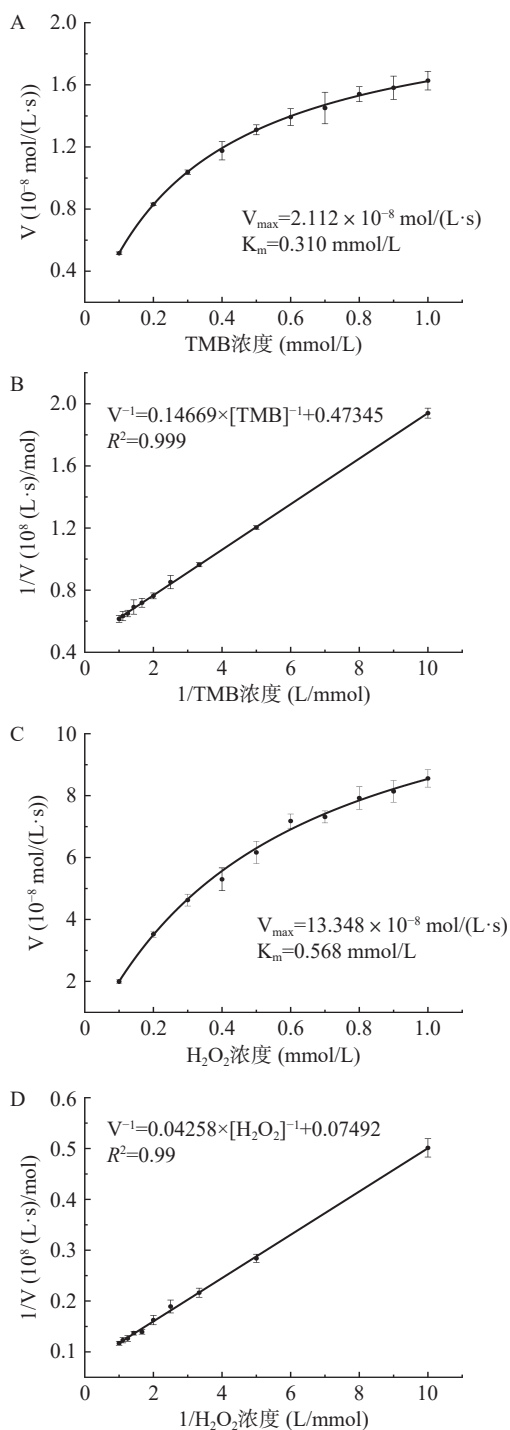 A
2.0
1.6
1.2
0.8
0.4
V (10⁻⁸ mol/(L·s))
Vmax=2.112 × 10⁻⁸ mol/(L·s)
Km=0.310 mmol/L
0 0.2 0.4 0.6 0.8 1.0
TMB浓度 (mmol/L)
B
2.0
1.6
1.2
0.8
0.4
1/V (10⁸ (L·s)/mol)
V⁻¹=0.14669×[TMB]⁻¹+0.47345
R²=0.999
0 2 4 6 8 10
1/TMB浓度 (L/mmol)
C
10
8
6
4
2
V (10⁻⁸ mol/(L·s))
Vmax=13.348 × 10⁻⁸ mol/(L·s)
Km=0.568 mmol/L
0 0.2 0.4 0.6 0.8 1.0
H₂O₂浓度 (mmol/L)
D
0.6
0.5
0.3
0.2
0.1
1/V (10⁸ (L·s)/mol)
V⁻¹=0.04258×[H₂O₂]⁻¹+0.07492
R²=0.99
0 2 4 6 8 10
1/H₂O₂浓度 (L/mmol)